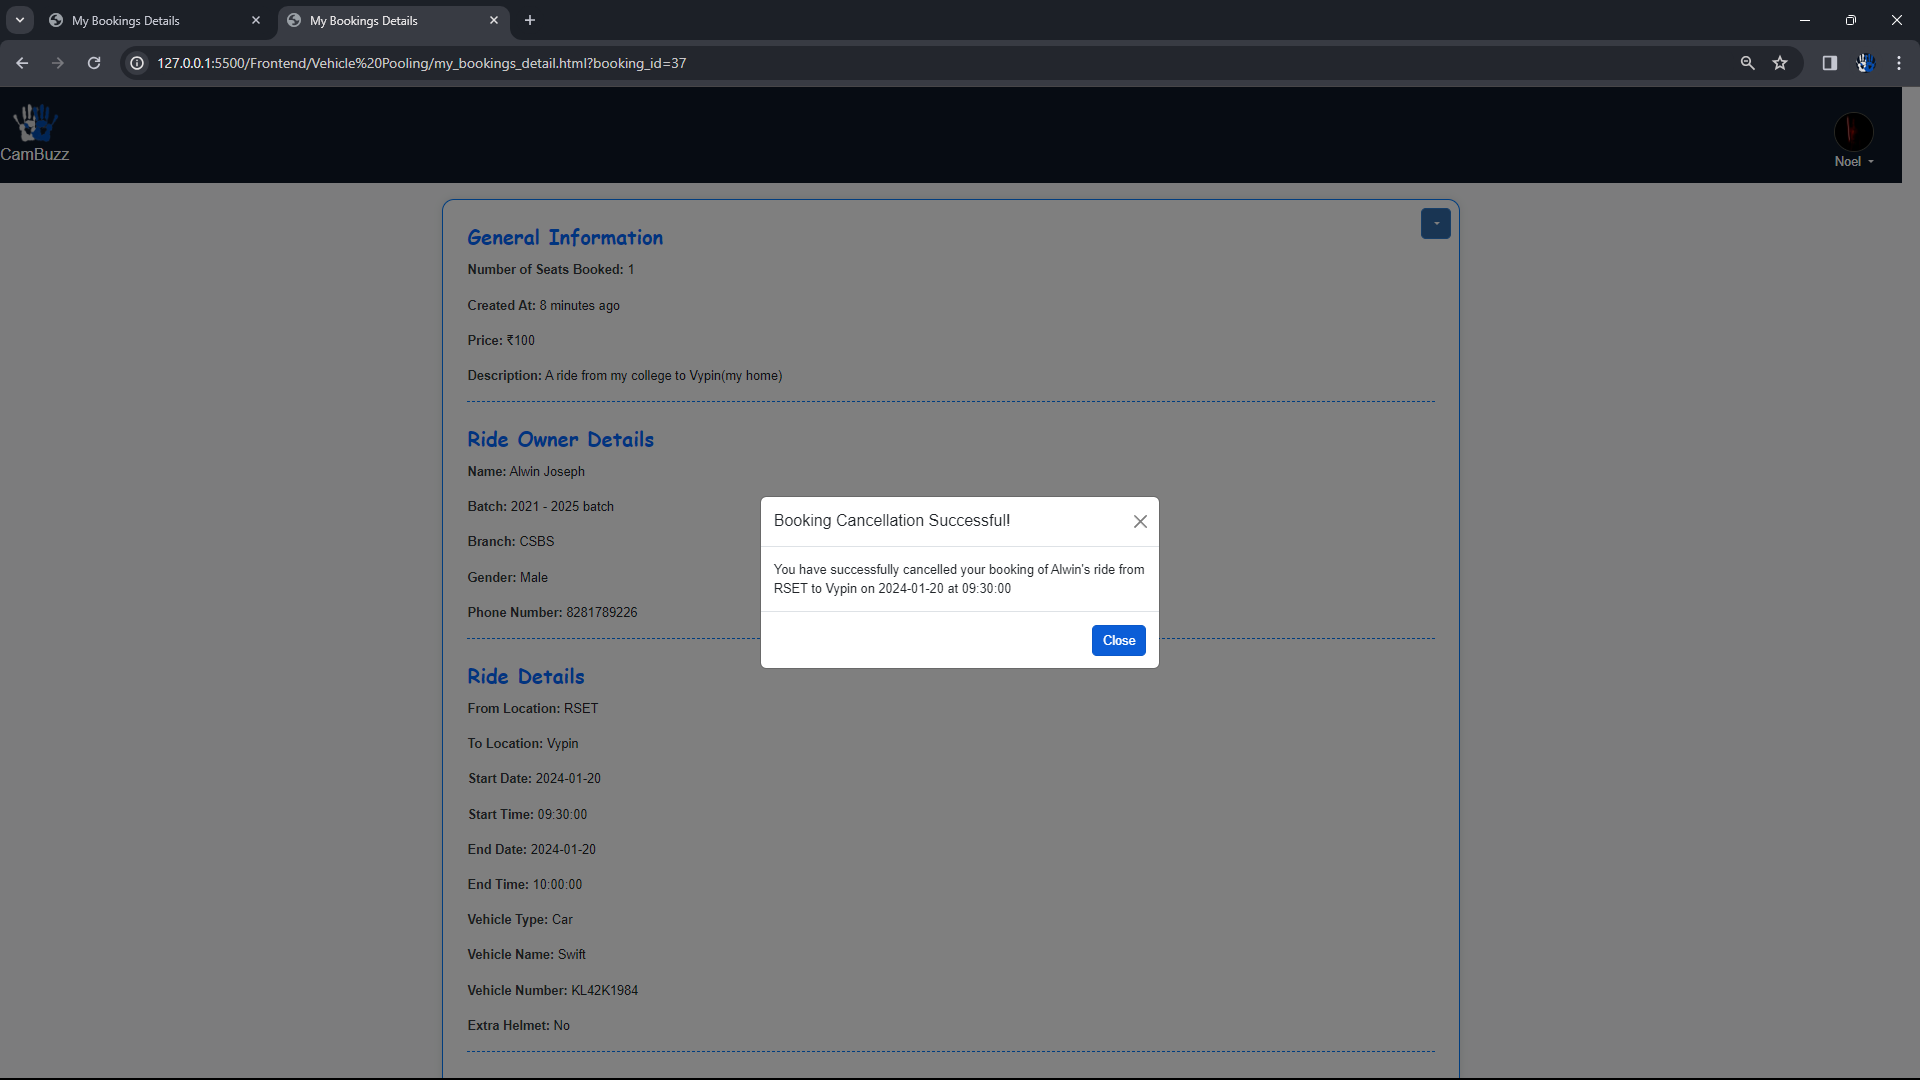 My Bookings Details
My Bookings Details
127.0.0.1:5500/Frontend/Vehicle%20Pooling/my_bookings_detail.html?booking_id=37
CamBuzz
Noel
General Information
Number of Seats Booked: 1
Created At: 8 minutes ago
Price: ₹100
Description: A ride from my college to Vypin(my home)
Ride Owner Details
Name: Alwin Joseph
Batch: 2021 - 2025 batch
Branch: CSBS
Gender: Male
Phone Number: 8281789226
Booking Cancellation Successful!
You have successfully cancelled your booking of Alwin's ride from
RSET to Vypin on 2024-01-20 at 09:30:00
Close
Ride Details
From Location: RSET
To Location: Vypin
Start Date: 2024-01-20
Start Time: 09:30:00
End Date: 2024-01-20
End Time: 10:00:00
Vehicle Type: Car
Vehicle Name: Swift
Vehicle Number: KL42K1984
Extra Helmet: No